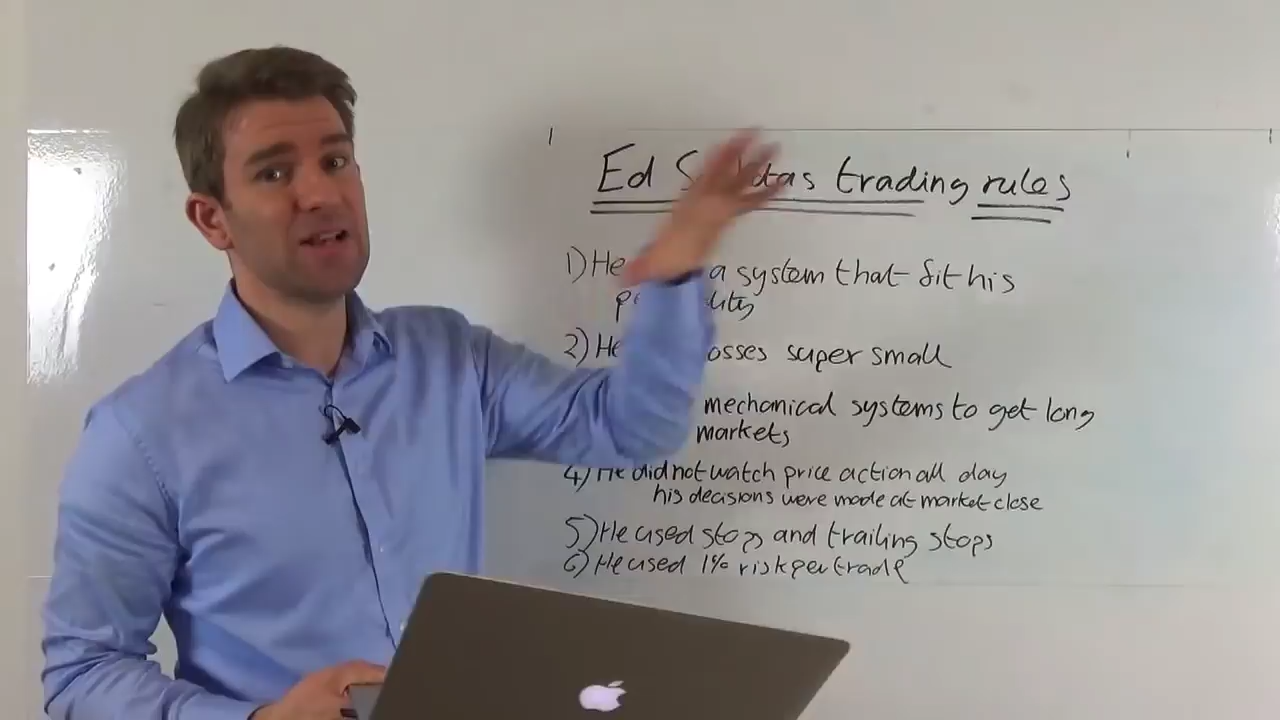 Ed S tas trading rules
1) He a system that fit his
lity
2) He losses super small
mechanical systems to get long
markets
4) He did not watch price action all day
his decisions were made at market close
5) He used stops and trailing stops
6) He used 1% risk per trade